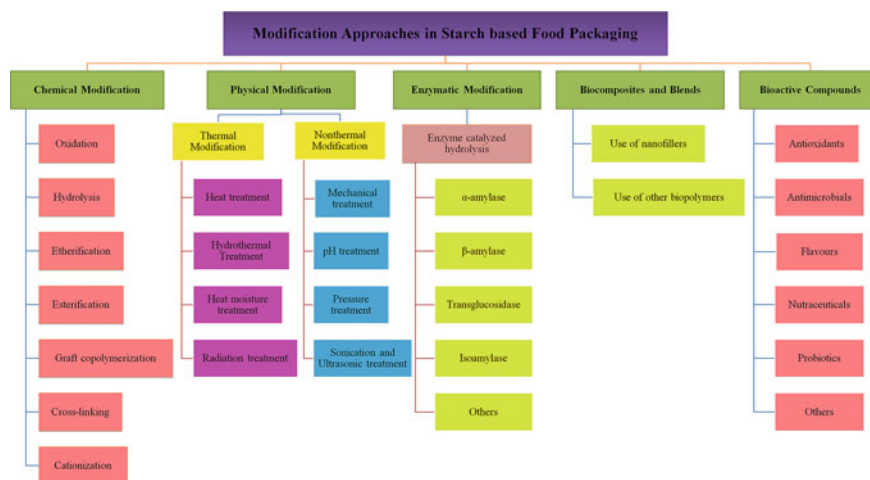 Modification Approaches in Starch based Food Packaging
Chemical Modification
Oxidation
Hydrolysis
Etherification
Esterification
Graft copolymerization
Cross-linking
Cationization
Physical Modification
Thermal
Modification
Heat treatment
Hydrothermal
Treatment
Heat moisture
treatment
Radiation treatment
Nonthermal
Modification
Mechanical
treatment
pH treatment
Pressure
treatment
Sonication and
Ultrasonic treatment
Enzymatic Modification
Enzyme catalyzed
hydrolysis
α-amylase
β-amylase
Transglucosidase
Isoamylase
Others
Biocomposites and Blends
Use of nanofillers
Use of other biopolymers
Bioactive Compounds
Antioxidants
Antimicrobials
Flavours
Nutraceuticals
Probiotics
Others